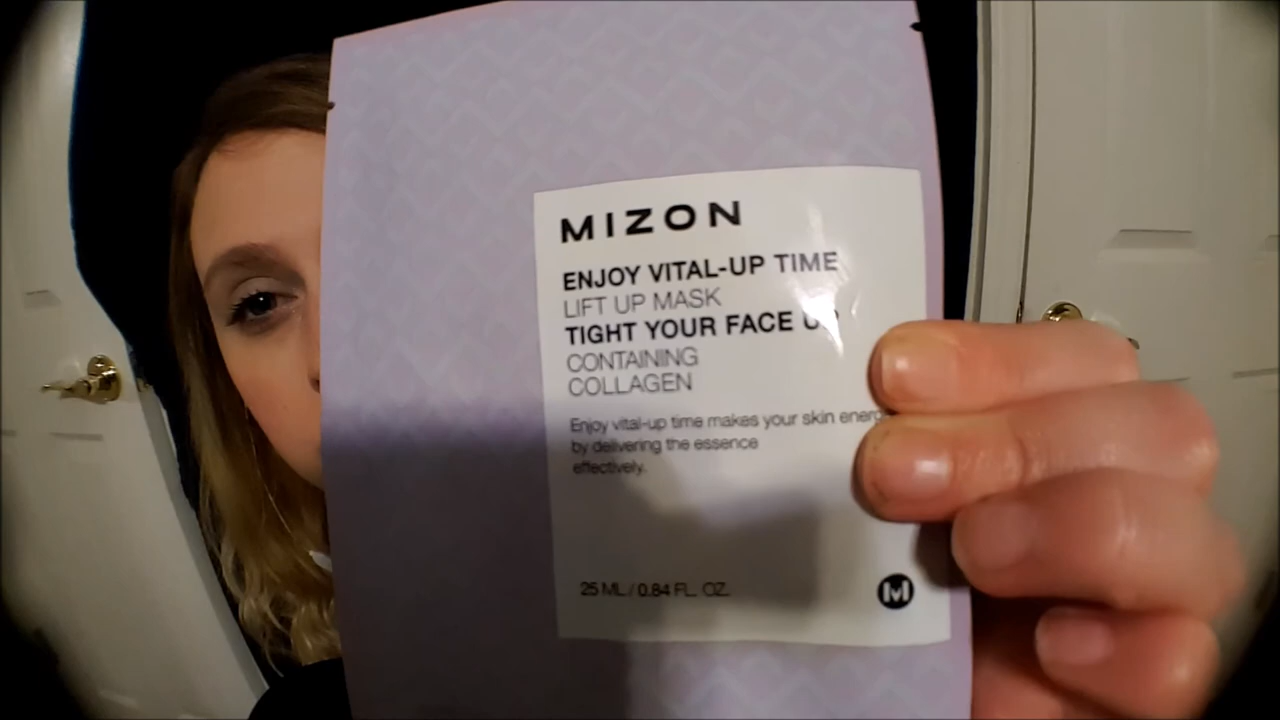 MIZON
ENJOY VITAL-UP TIME
LIFT UP MASK
TIGHT YOUR FACE UP
CONTAINING
COLLAGEN
Enjoy vital-up time makes your skin
by delivering the essence
effectively.
25 ML / 0.84 FL. OZ.
M